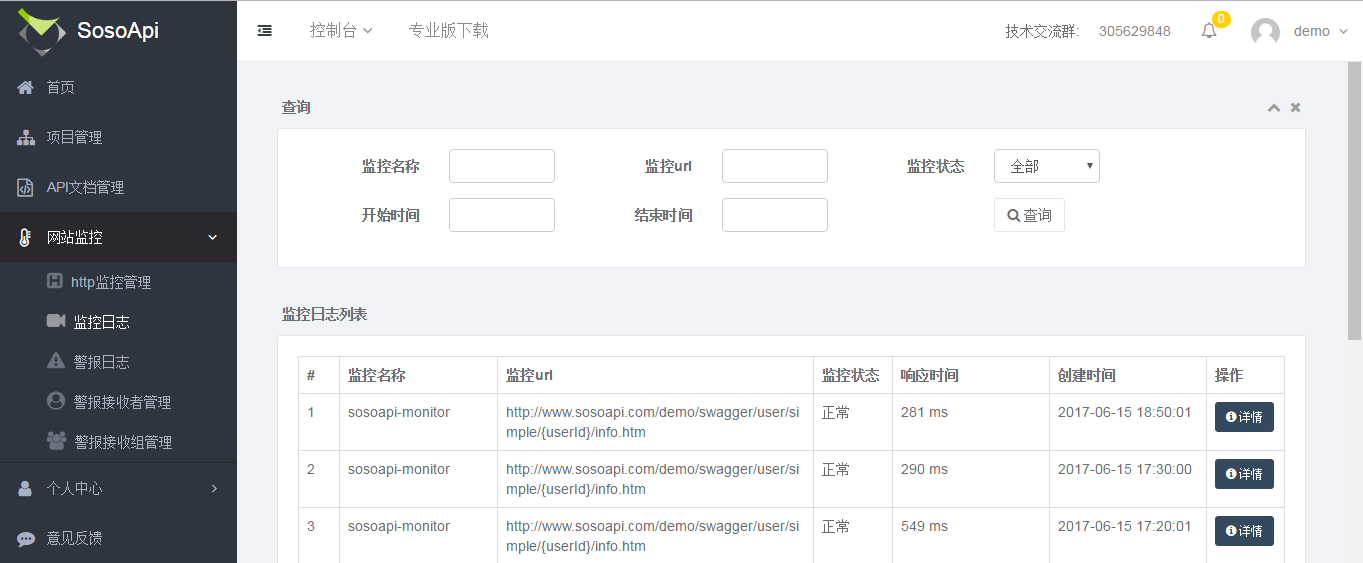 SosoApi
控制台
专业版下载
技术交流群:
305629848
0
demo
首页
项目管理
API文档管理
网站监控
http监控管理
监控日志
警报日志
警报接收者管理
警报接收组管理
个人中心
意见反馈
查询
监控名称
监控url
监控状态
全部
开始时间
结束时间
查询
监控日志列表
# 监控名称 监控url 监控状态 响应时间 创建时间 操作
1 sosoapi-monitor http://www.sosoapi.com/demo/swagger/user/si 正常 281 ms 2017-06-15 18:50:01 详情
mple/{userId}/info.htm
2 sosoapi-monitor http://www.sosoapi.com/demo/swagger/user/si 正常 290 ms 2017-06-15 17:30:00 详情
mple/{userId}/info.htm
3 sosoapi-monitor http://www.sosoapi.com/demo/swagger/user/si 正常 549 ms 2017-06-15 17:20:01 详情
mple/{userId}/info.htm